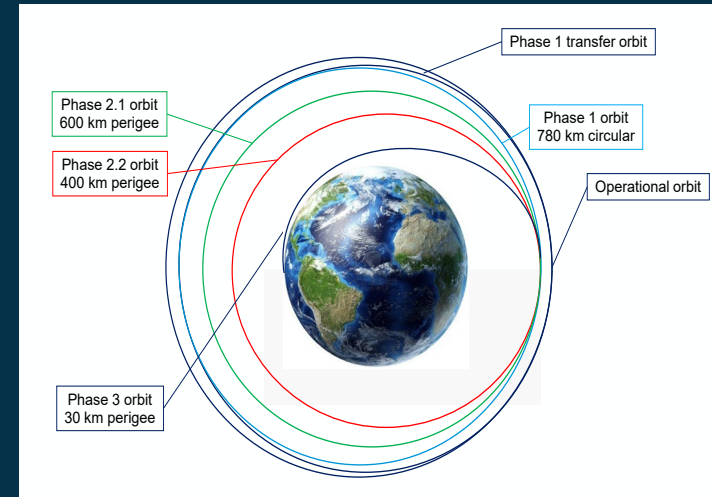 Phase 1 transfer orbit
Phase 2.1 orbit
600 km perigee
Phase 1 orbit
780 km circular
Phase 2.2 orbit
400 km perigee
Operational orbit
Phase 3 orbit
30 km perigee